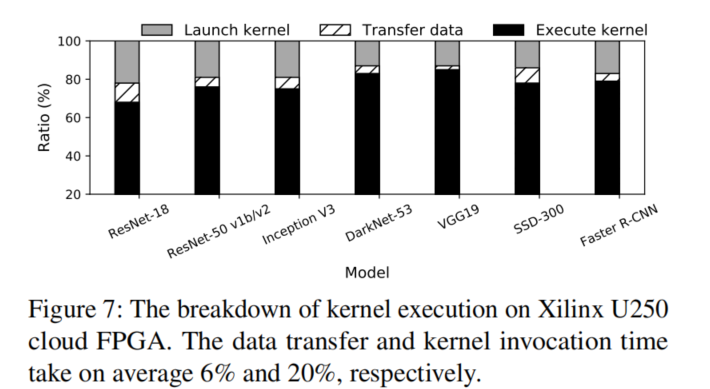 Launch kernel Transfer data Execute kernel
100
80
60
40
20
Ratio (%)
ResNet-18 ResNet-50 v1b/v2 Inception V3 DarkNet-53 VGG19 SSD-300 Faster R-CNN
Model
Figure 7: The breakdown of kernel execution on Xilinx U250
cloud FPGA. The data transfer and kernel invocation time
take on average 6% and 20%, respectively.